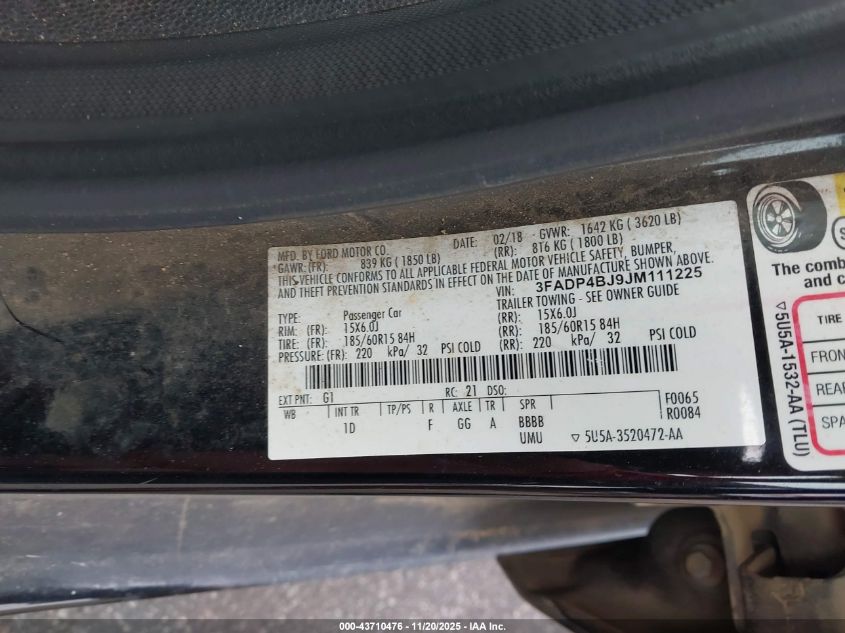 MFD. BY FORD MOTOR CO. DATE: 02/18 GVWR: 1642 KG ( 3620 LB)
GAWR: (FR) 839 KG ( 1850 LB) (RR): 816 KG ( 1800 LB)
THIS VEHICLE CONFORMS TO ALL APPLICABLE FEDERAL MOTOR VEHICLE SAFETY, BUMPER,
AND THEFT PREVENTION STANDARDS IN EFFECT ON THE DATE OF MANUFACTURE SHOWN ABOVE.
VIN: 3FADP4BJ9JM111225
TYPE: Passenger Car TRAILER TOWING - SEE OWNER GUIDE
RIM: (FR) 15X6.0J (RR): 15X6.0J
TIRE: (FR) 185/60R15 84H (RR): 185/60R15 84H
PRESSURE: (FR) 220 kPa/ 32 PSI COLD (RR): 220 kPa/ 32 PSI COLD
EXT PNT: G1 RC: 21 DSO: F0065
WB INT TR TP/PS R AXLE TR SPR R0084
1D F GG A BBBB
UMU ▽ 5U5A-3520472-AA
▽ 5U5A-1532-AA (TLU)
The comb
TIRE
FRON
REAR
SPA
000-43710476 - 11/20/2025 - IAA Inc.